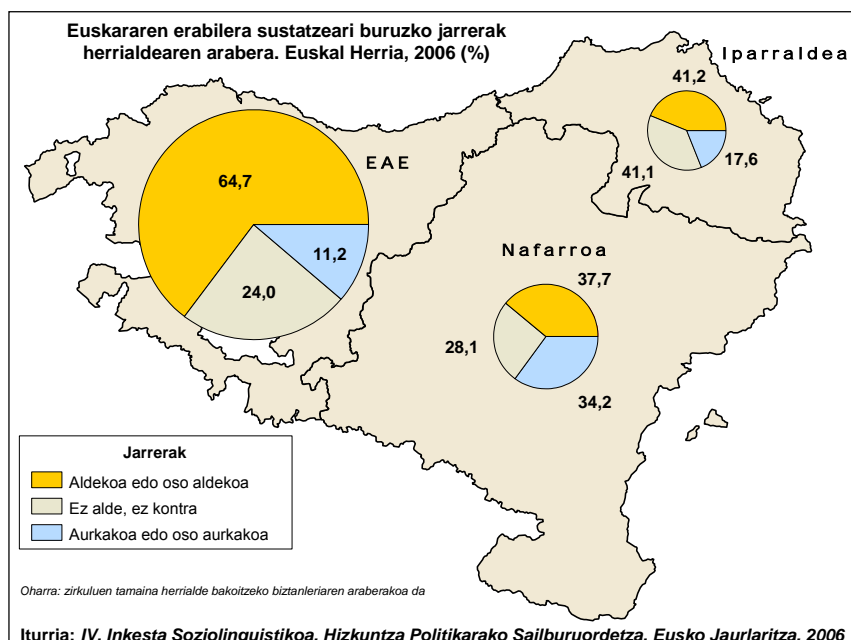 Euskararen erabilera sustatzeari buruzko jarrerak
herrialdearen arabera. Euskal Herria, 2006 (%)
Iparraldea
41,2
41,1
17,6
EAE
64,7
11,2
24,0
Nafarroa
37,7
28,1
34,2
Jarrerak
Aldekoa edo oso aldekoa
Ez alde, ez kontra
Aurkakoa edo oso aurkakoa
Oharra: zirkuluen tamaina herrialde bakoitzeko biztanleriaren araberakoa da
Iturria: IV. Inkesta Soziolinguistikoa. Hizkuntza Politikarako Sailburuordetza. Eusko Jaurlaritza, 2006